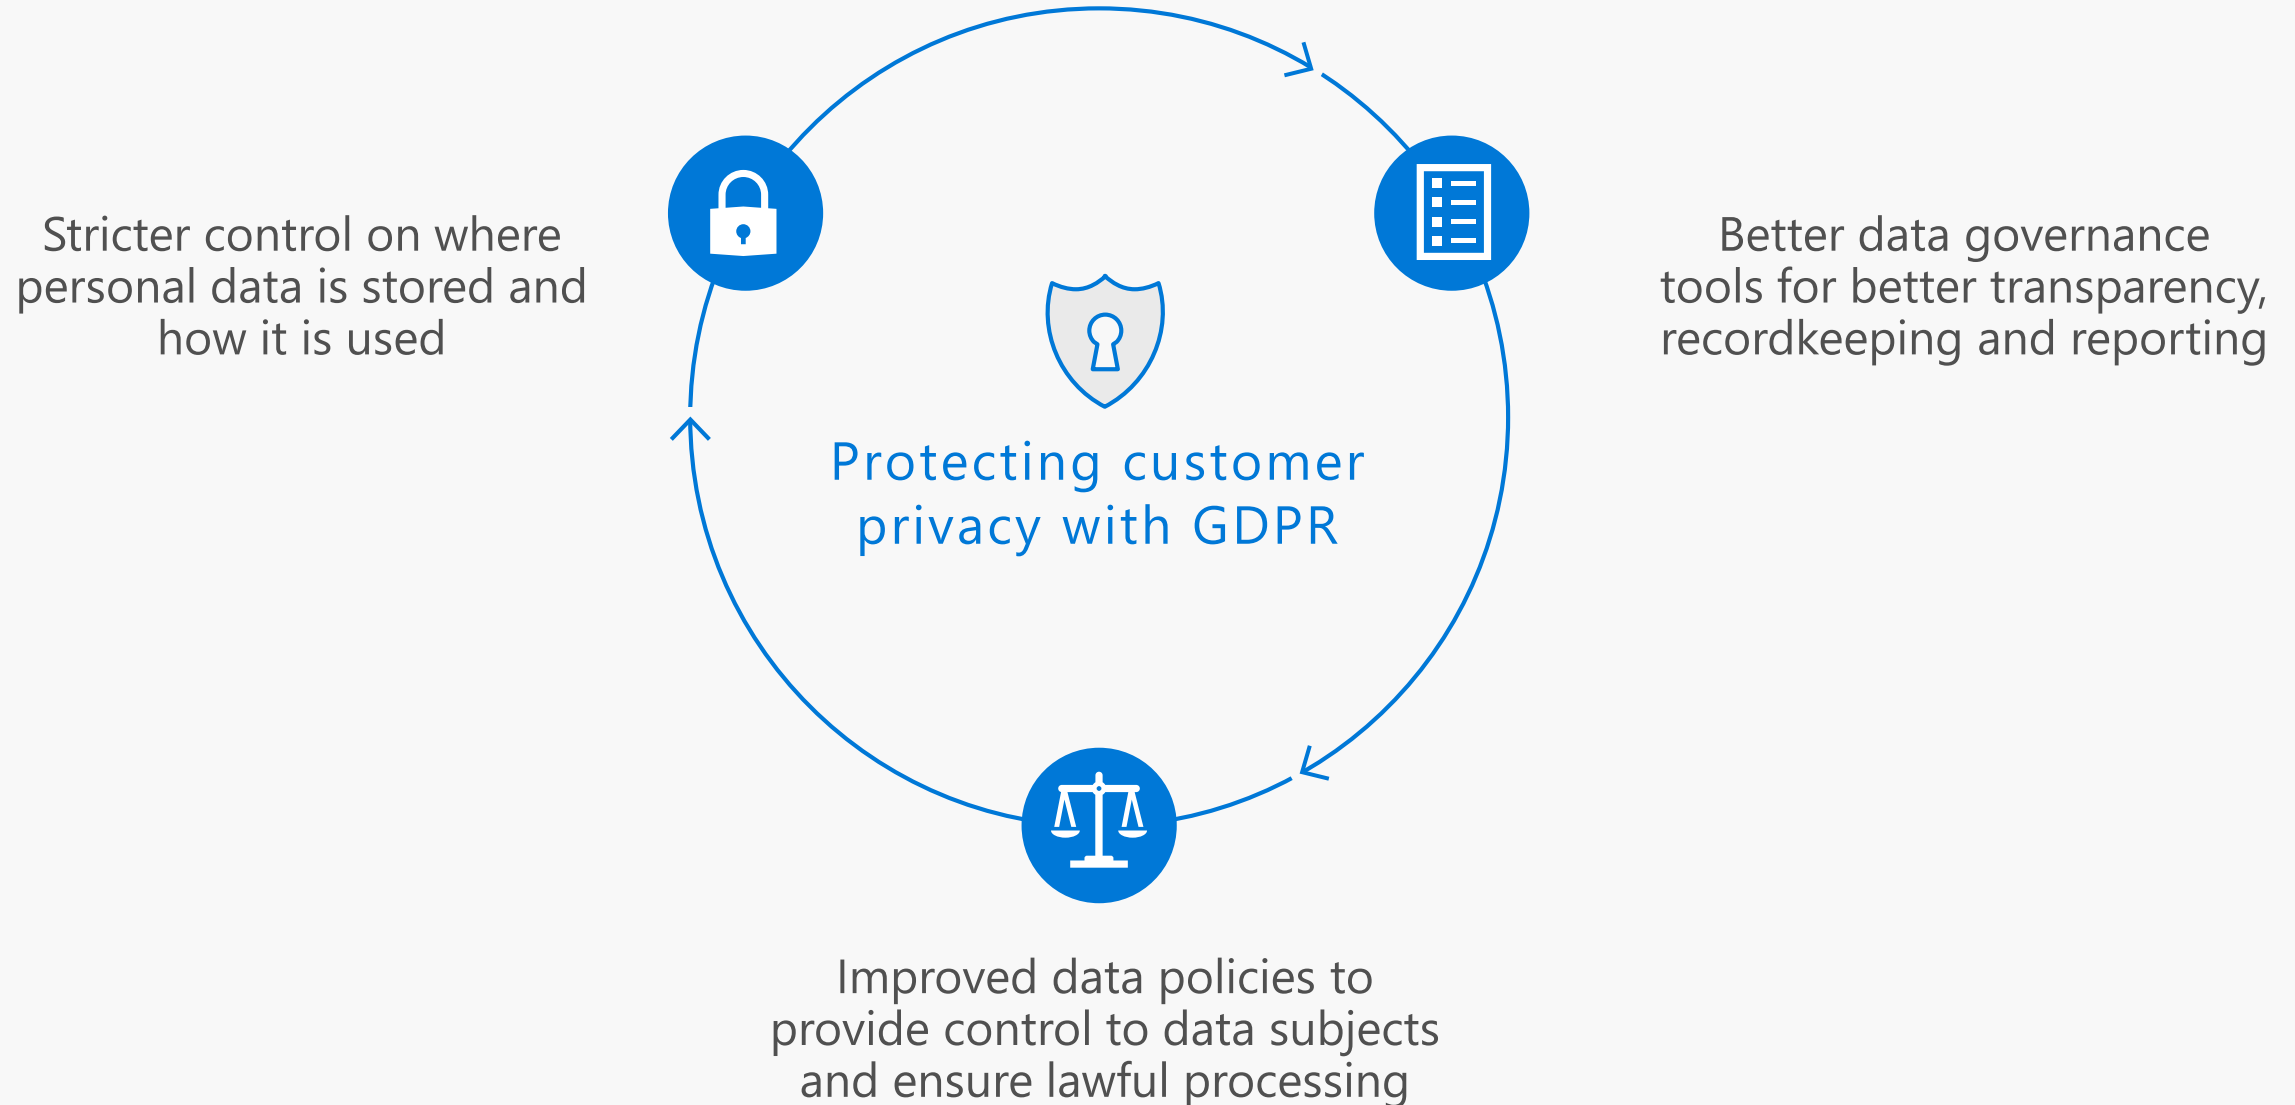 Stricter control on where
personal data is stored and
how it is used
Better data governance
tools for better transparency,
recordkeeping and reporting
Protecting customer
privacy with GDPR
Improved data policies to
provide control to data subjects
and ensure lawful processing